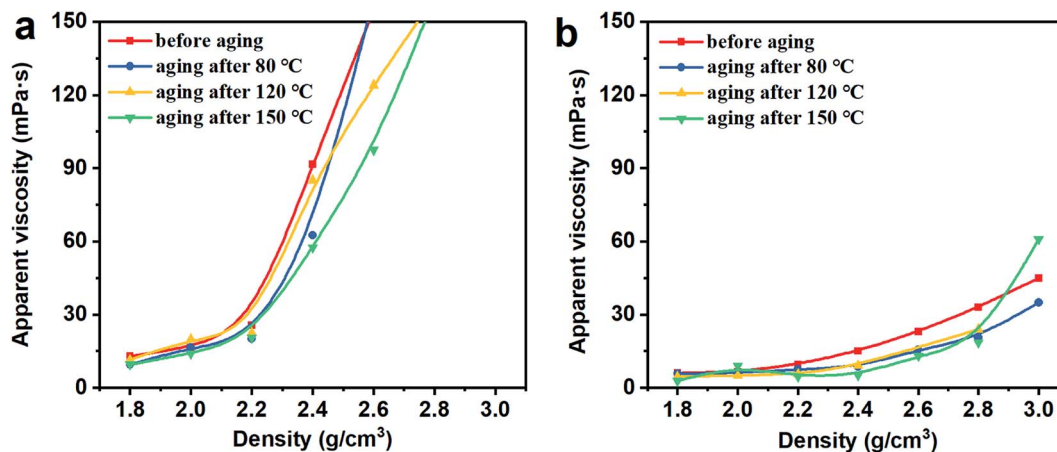 a
before aging
aging after 80 °C
aging after 120 °C
aging after 150 °C
Apparent viscosity (mPa·s)
150
120
90
60
30
0
1.8 2.0 2.2 2.4 2.6 2.8 3.0
Density (g/cm³)
b
before aging
aging after 80 °C
aging after 120 °C
aging after 150 °C
Apparent viscosity (mPa·s)
150
120
90
60
30
0
1.8 2.0 2.2 2.4 2.6 2.8 3.0
Density (g/cm³)